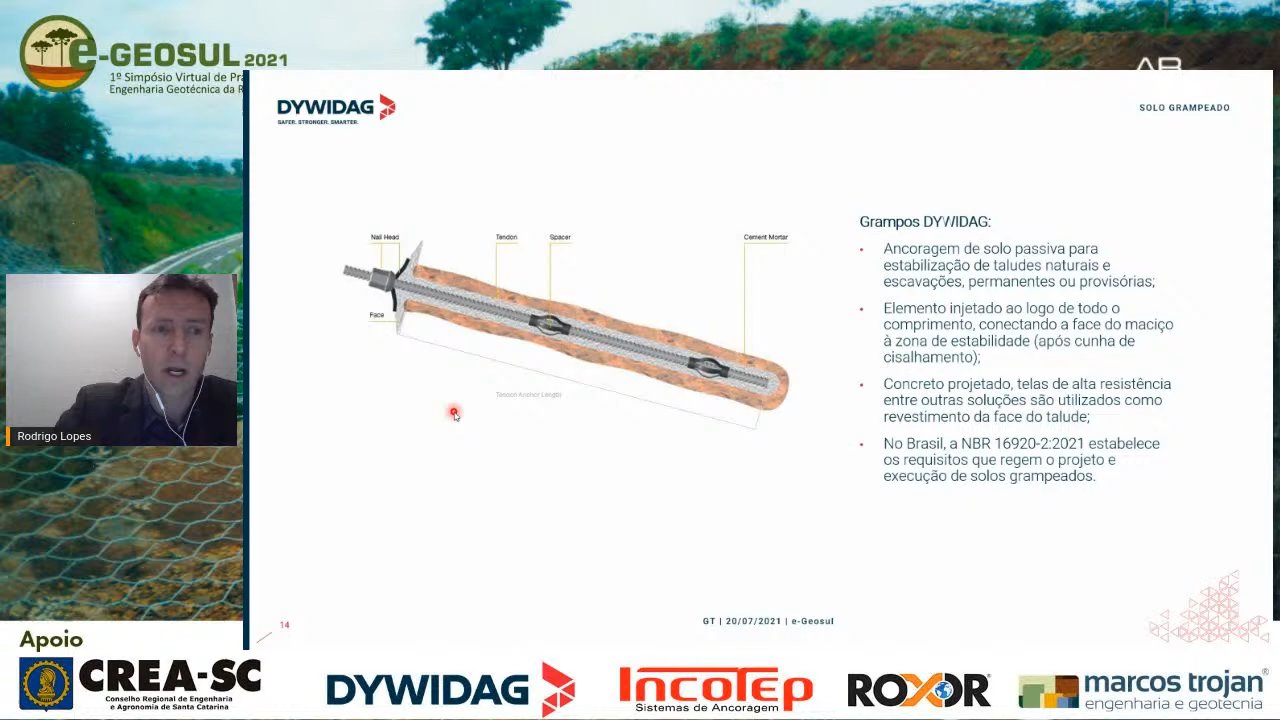 e-GEOSUL 2021
1º Simpósio Virtual de Pra
Engenharia Geotécnica da R
DYWIDAG
SAFER. STRONGER. SMARTER.
SOLO GRAMPEADO
Nail Head
Tendon
Spacer
Cement Mortar
Face
Tendon Anchor Length
Grampos DYWIDAG:
Ancoragem de solo passiva para
estabilização de taludes naturais e
escavações, permanentes ou provisórias;
Elemento injetado ao logo de todo o
comprimento, conectando a face do maciço
à zona de estabilidade (após cunha de
cisalhamento);
Concreto projetado, telas de alta resistência
entre outras soluções são utilizados como
revestimento da face do talude;
No Brasil, a NBR 16920-2:2021 estabelece
os requisitos que regem o projeto e
execução de solos grampeados.
Rodrigo Lopes
14
GT | 20/07/2021 | e-Geosul
Apoio
CREA-SC
Conselho Regional de Engenharia
e Agronomia de Santa Catarina
DYWIDAG
INCOTEP
Sistemas de Ancoragem
ROXOR®
marcos trojan®
engenharia e geotecnia